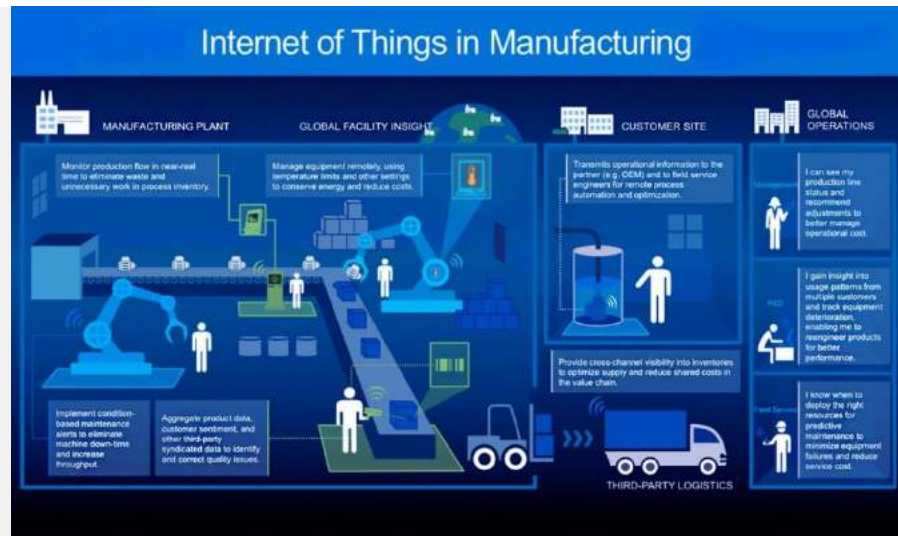 Internet of Things in Manufacturing
MANUFACTURING PLANT
GLOBAL FACILITY INSIGHT
CUSTOMER SITE
GLOBAL
OPERATIONS
Monitor production flow in near-real
time to eliminate waste and
unnecessary work in process inventory.
Manage equipment remotely, using
temperature limits and other settings
to conserve energy and reduce costs.
Transmits operational information to the
partner (e.g. OEM) and to field service
engineers for remote process
automation and optimization.
Management
I can see my
production line
status and
recommend
adjustments to
better manage
operational cost.
R&D
I gain insight into
usage patterns from
multiple customers
and track equipment
deterioration,
enabling me to
reengineer products
for better
performance.
Provide cross-channel visibility into inventories
to optimize supply and reduce shared costs in
the value chain.
Implement condition-
based maintenance
alerts to eliminate
machine down-time
and increase
throughput.
Aggregate product data,
customer sentiment, and
other third-party
syndicated data to identify
and correct quality issues.
Field Service
I know when to
deploy the right
resources for
predictive
maintenance to
minimize equipment
failures and reduce
service cost.
THIRD-PARTY LOGISTICS